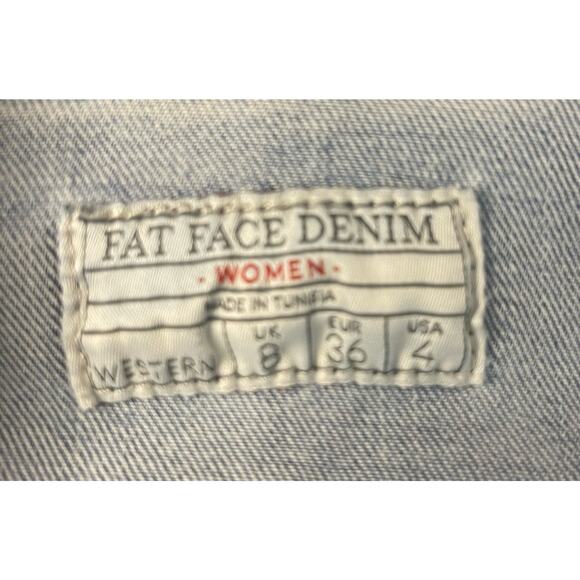 FAT FACE DENIM
- WOMEN -
MADE IN TUNISIA
WESTERN UK 8 EUR 36 USA 4